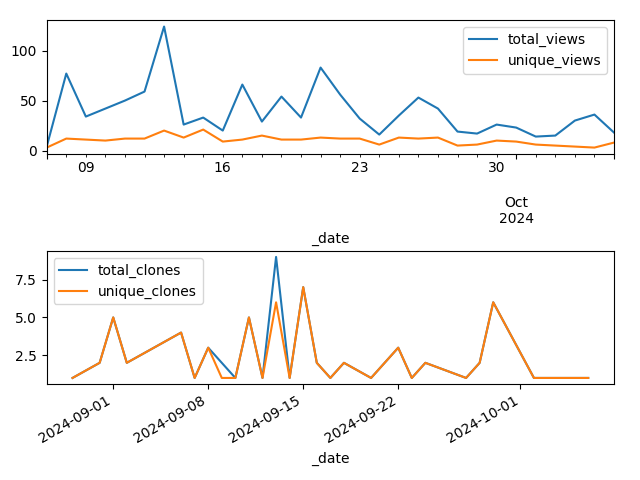 total_views
unique_views
100
50
0
09
16
23
30
Oct
2024
_date
total_clones
unique_clones
7.5
5.0
2.5
2024-09-01
2024-09-08
2024-09-15
2024-09-22
2024-10-01
_date